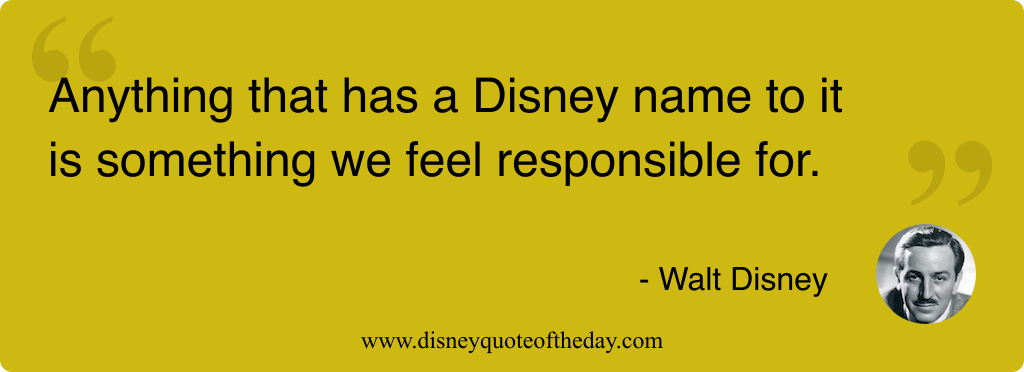 Anything that has a Disney name to it
is something we feel responsible for.
- Walt Disney
www.disneyquoteoftheday.com